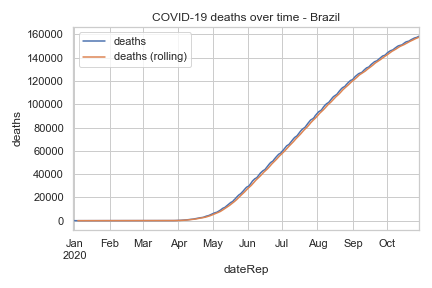 COVID-19 deaths over time - Brazil
deaths
deaths (rolling)
160000
140000
120000
100000
80000
60000
40000
20000
0
deaths
Jan Feb Mar Apr May Jun Jul Aug Sep Oct
2020
dateRep